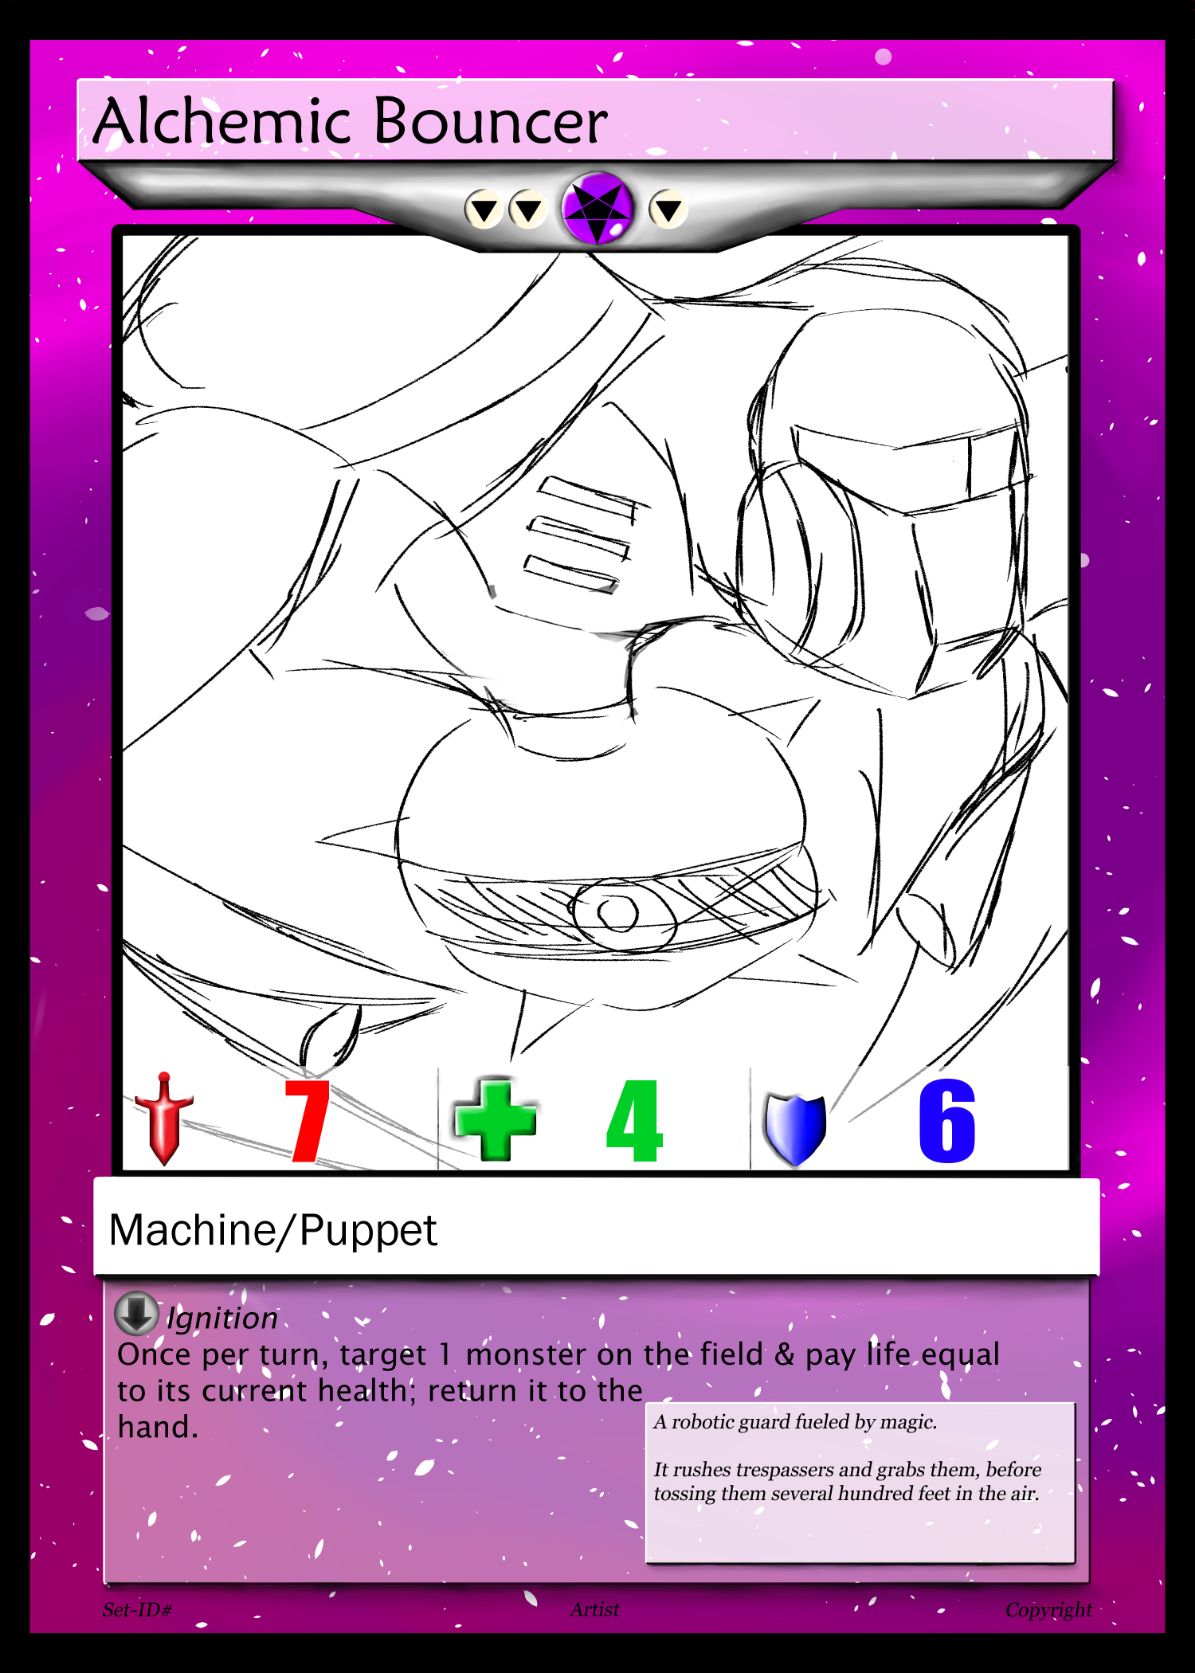 Alchemic Bouncer
7
4
6
Machine/Puppet
Ignition
Once per turn, target 1 monster on the field & pay life equal
to its current health; return it to the
hand.
A robotic guard fueled by magic.
It rushes trespassers and grabs them, before
tossing them several hundred feet in the air.
Set-ID#
Artist
Copyright